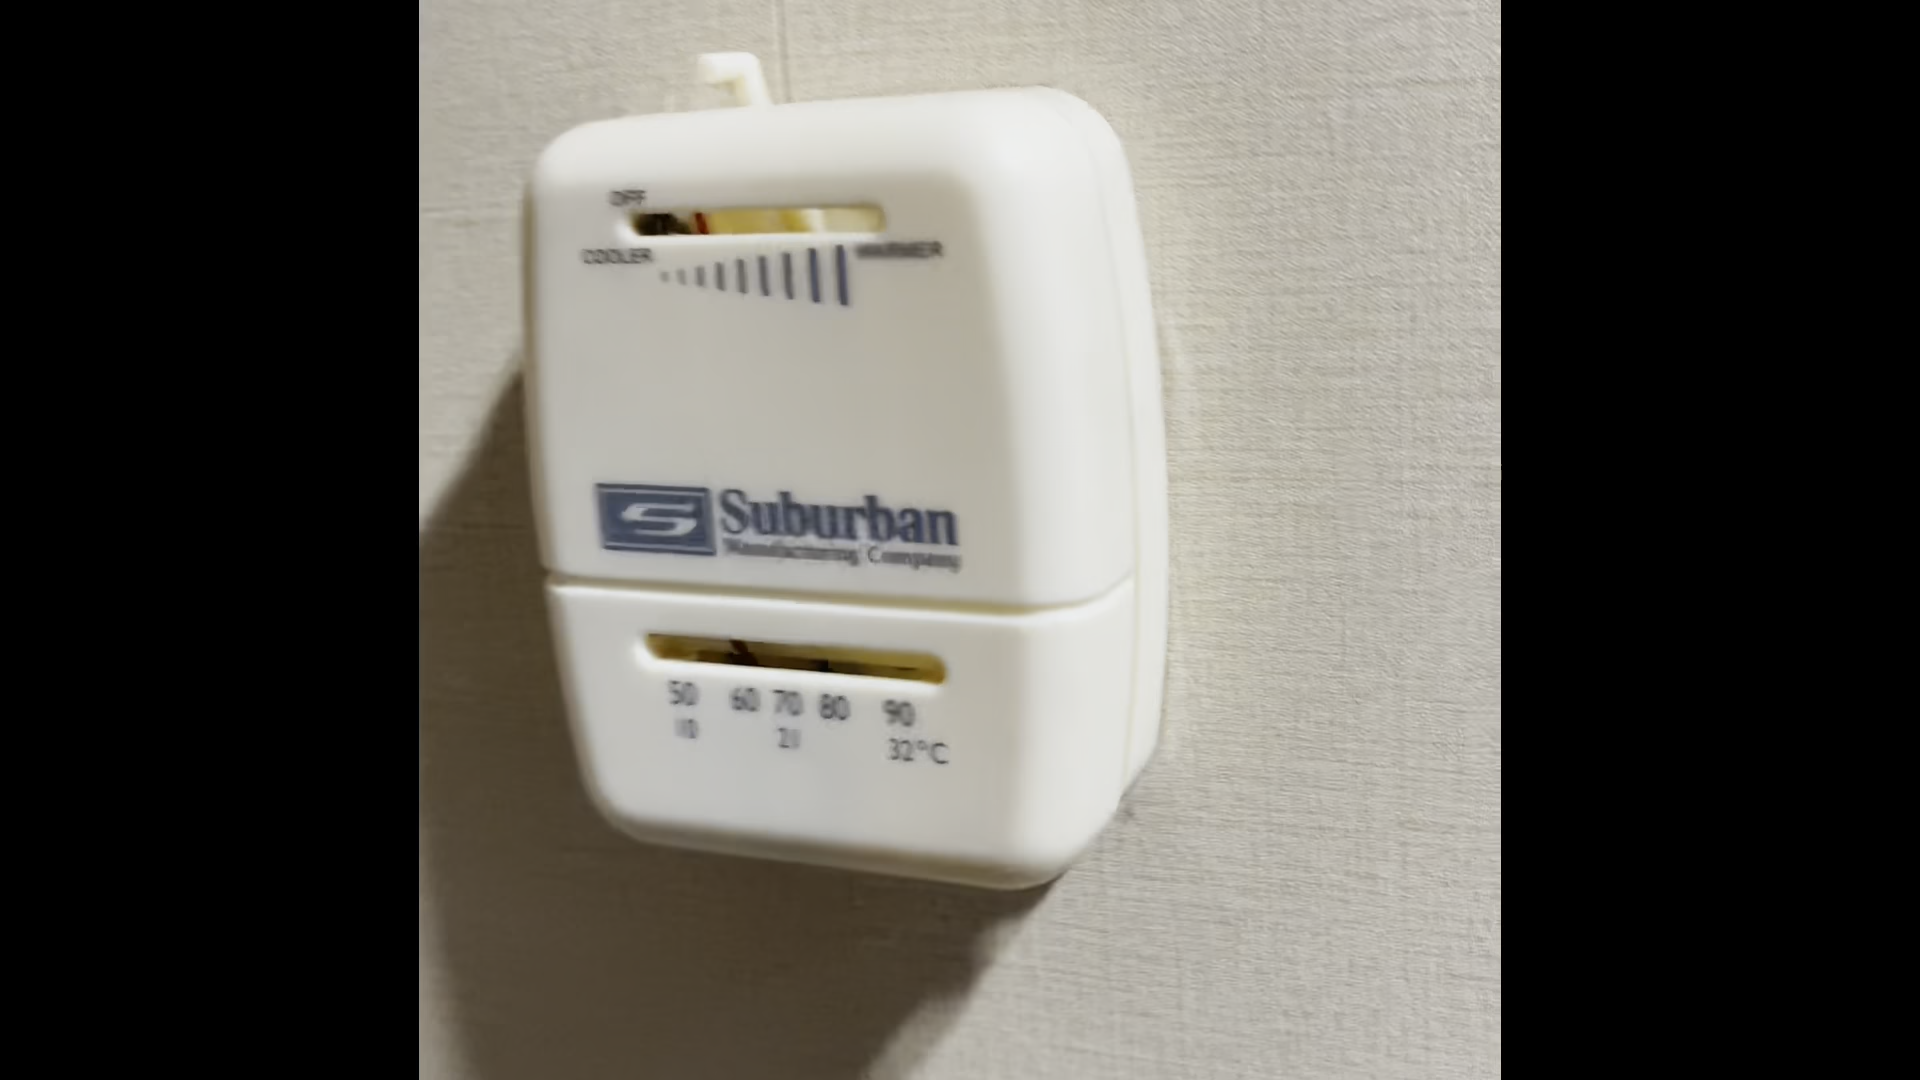 OFF
COOLER WARMER
Suburban
Manufacturing Company
50 60 70 80 90
10 21 32°C